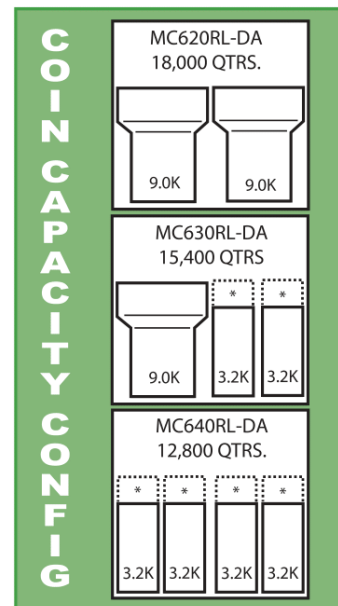 COIN CAPACITY CONFIG
MC620RL-DA
18,000 QTRS.
9.0K 9.0K
MC630RL-DA
15,400 QTRS
* *
9.0K 3.2K 3.2K
MC640RL-DA
12,800 QTRS.
* * * *
3.2K 3.2K 3.2K 3.2K